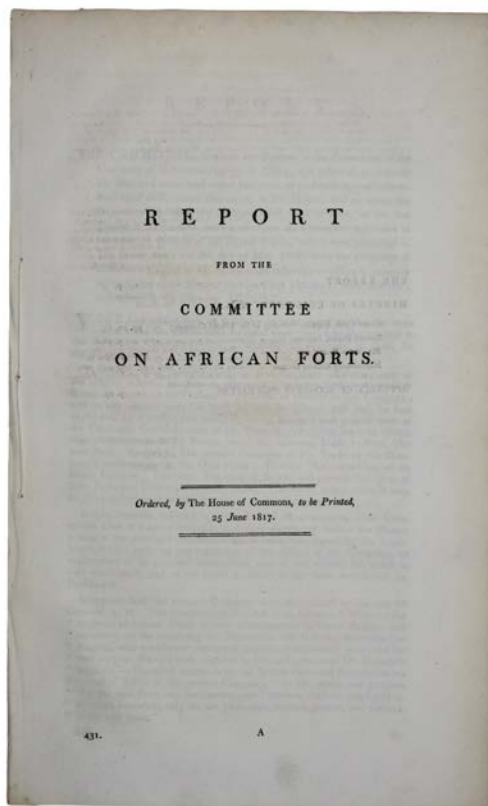 REPORT
FROM THE
COMMITTEE
ON AFRICAN FORTS.
Ordered, by The House of Commons, to be Printed,
25 June 1817.
431.
A